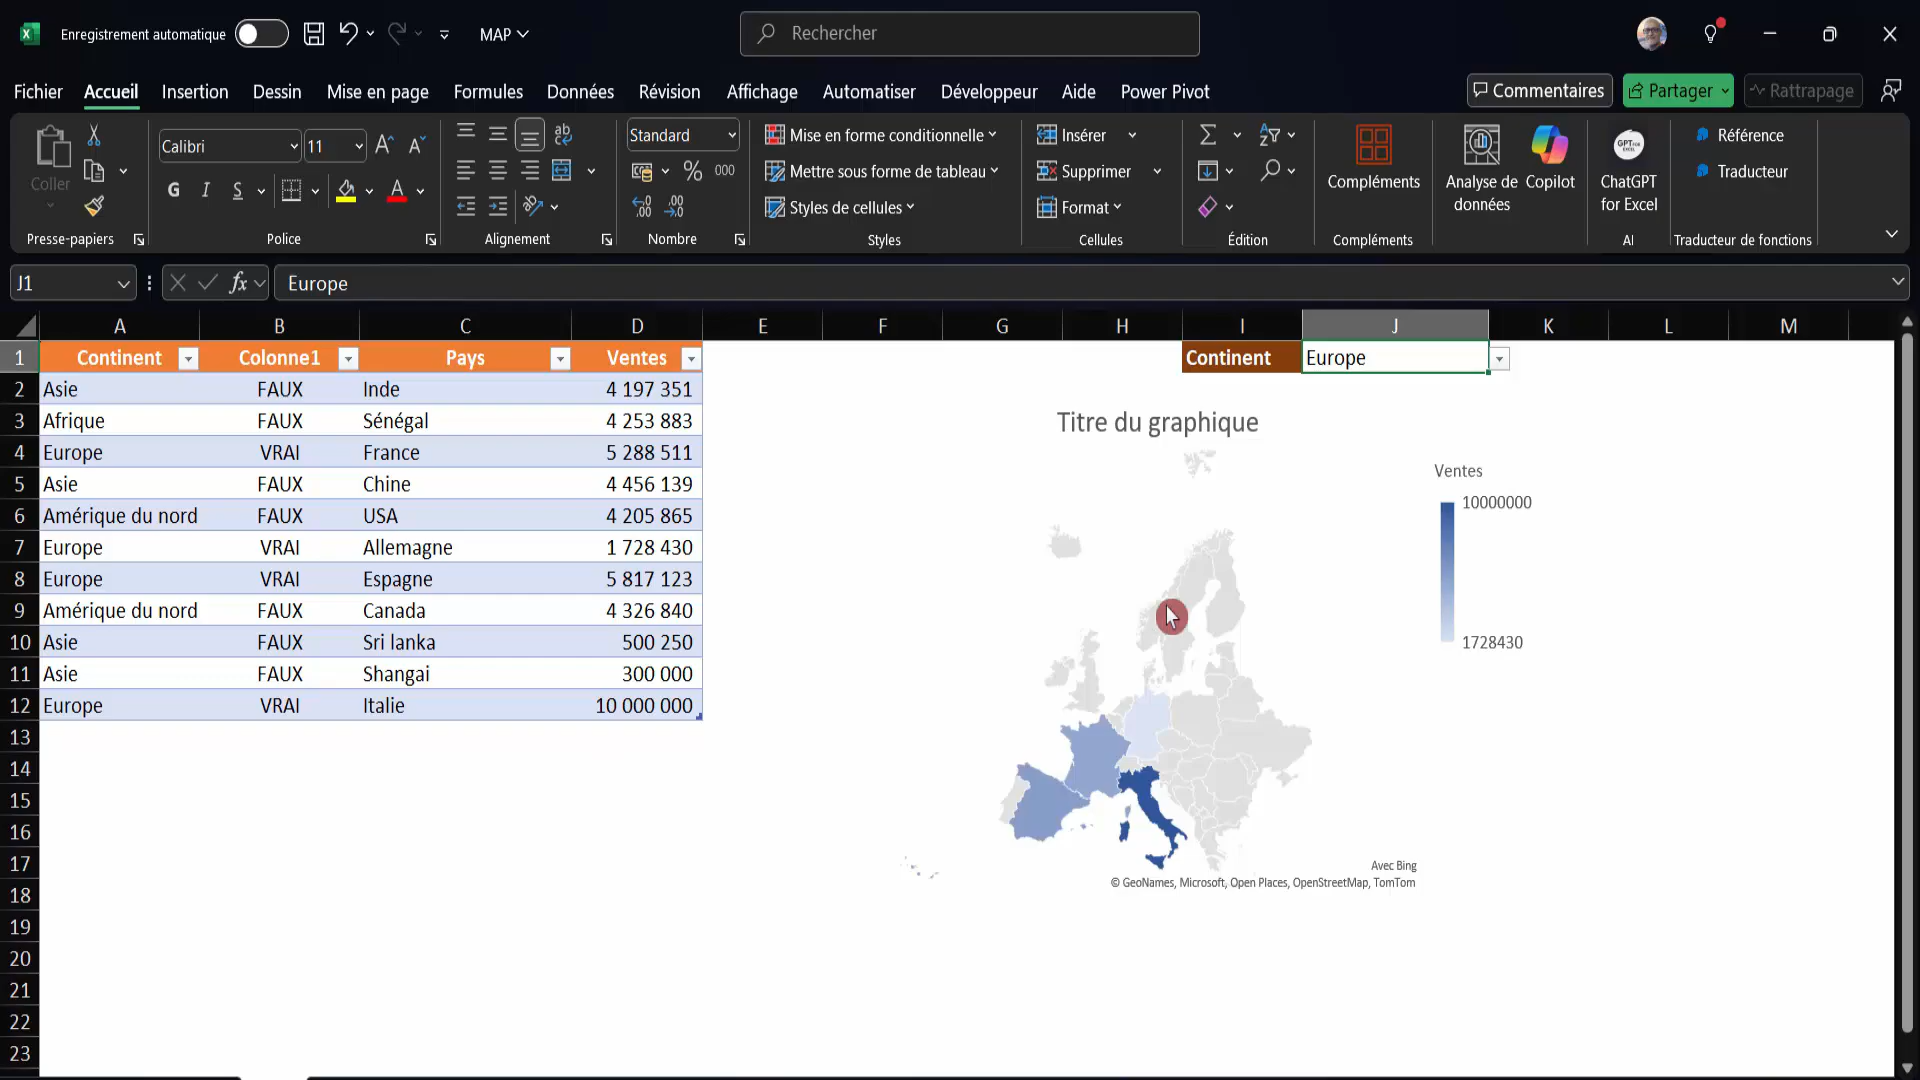 Enregistrement automatique
MAP
Rechercher
Fichier Accueil Insertion Dessin Mise en page Formules Données Révision Affichage Automatiser Développeur Aide Power Pivot
Commentaires Partager Rattrapage
Coller
Presse-papiers
Calibri 11
G I S
Police
Alignement
Standard
% 000
Nombre
Mise en forme conditionnelle
Mettre sous forme de tableau
Styles de cellules
Styles
Insérer
Supprimer
Format
Cellules
Édition
Compléments
Compléments
Analyse de données
Copilot
ChatGPT for Excel
AI
Référence
Traducteur
Traducteur de fonctions
J1 fx Europe
A B C D E F G H I J K L M
1 Continent Colonne1 Pays Ventes Continent Europe
2 Asie FAUX Inde 4 197 351
3 Afrique FAUX Sénégal 4 253 883
4 Europe VRAI France 5 288 511
5 Asie FAUX Chine 4 456 139
6 Amérique du nord FAUX USA 4 205 865
7 Europe VRAI Allemagne 1 728 430
8 Europe VRAI Espagne 5 817 123
9 Amérique du nord FAUX Canada 4 326 840
10 Asie FAUX Sri lanka 500 250
11 Asie FAUX Shangai 300 000
12 Europe VRAI Italie 10 000 000
13
14
15
16
17
18
19
20
21
22
23
Titre du graphique
Ventes
10000000
1728430
Avec Bing
© GeoNames, Microsoft, Open Places, OpenStreetMap, TomTom